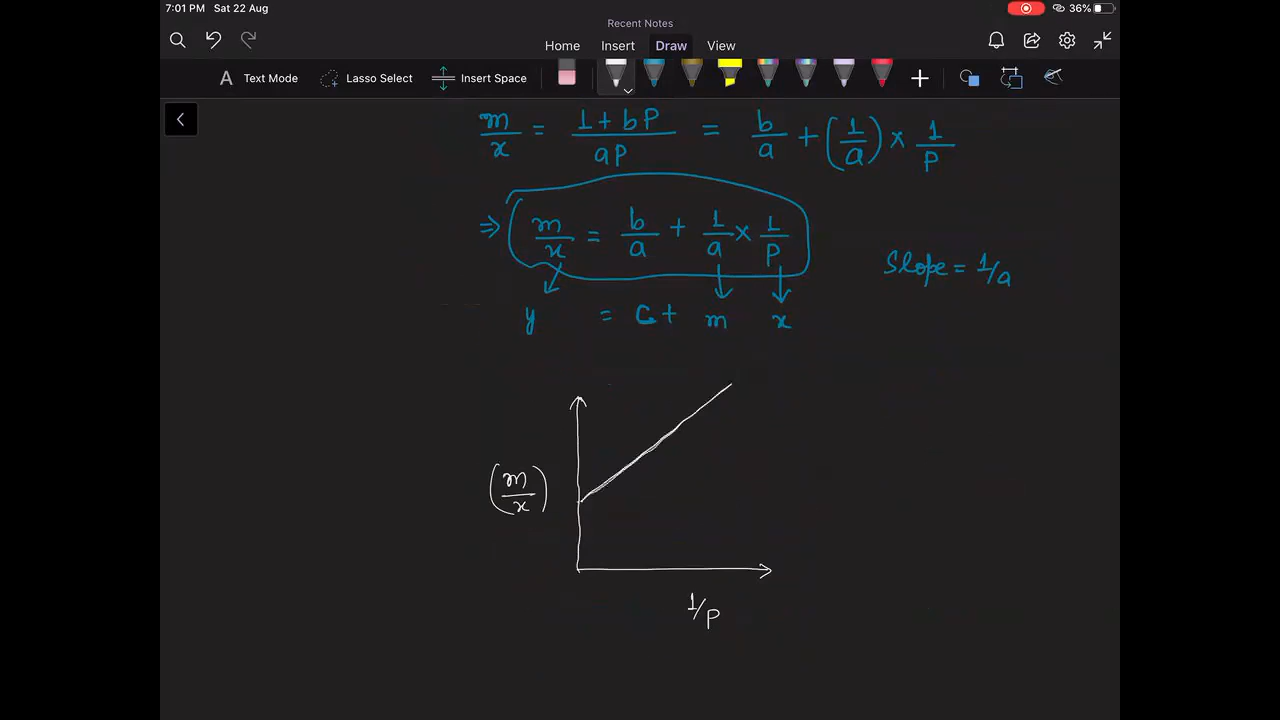 7:01 PM Sat 22 Aug
36%
Recent Notes
Home Insert Draw View
A Text Mode Lasso Select Insert Space
m/x = 1 + bP / aP = b/a + (1/a) × 1/P
⇒ m/x = b/a + 1/a × 1/P
Slope = 1/a
y = C + m x
(m/x)
1/P